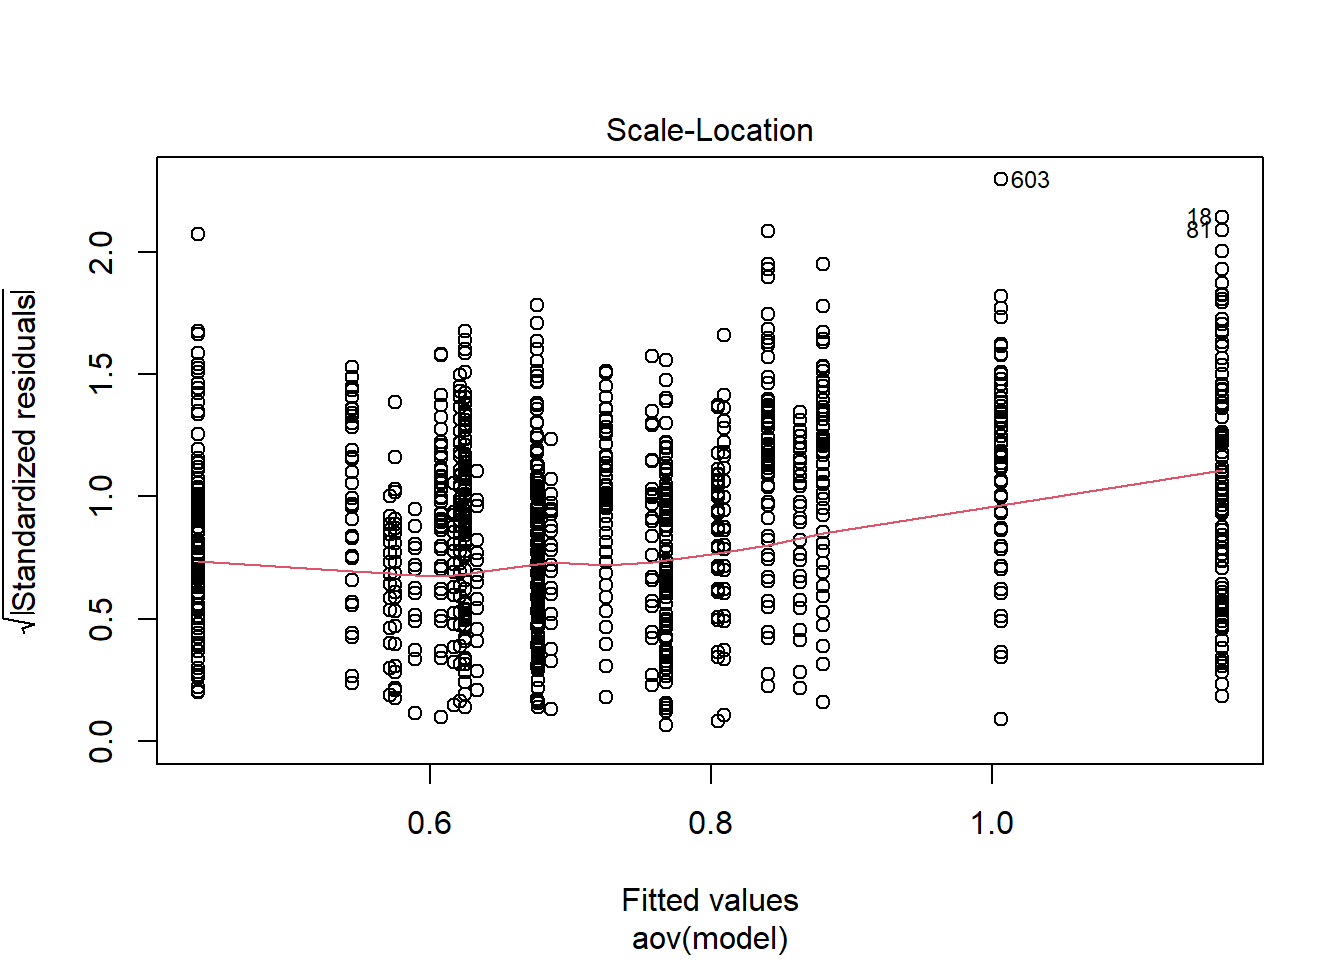 Scale-Location
603
18
81
2.0
1.5
1.0
0.5
0.0
√|Standardized residuals|
0.6 0.8 1.0
Fitted values
aov(model)